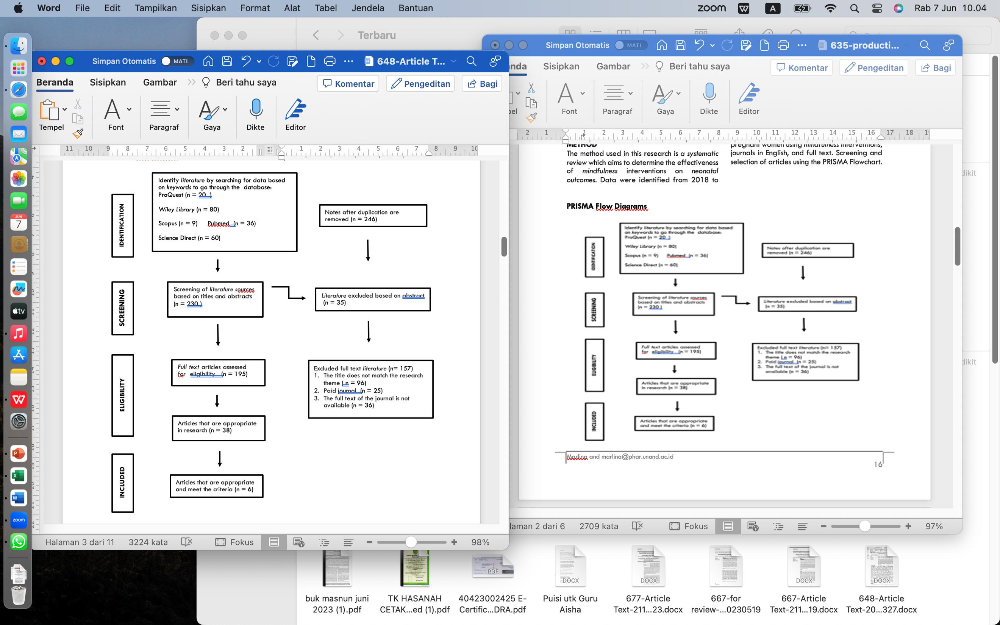 Word File Edit Tampilkan Sisipkan Format Alat Tabel Jendela Bantuan zoom A Rab 7 Jun 10.04
Terbaru
Simpan Otomatis MATI 648-Article T...
Beranda Sisipkan Gambar Beri tahu saya Komentar Pengeditan Bagi
Tempel Font Paragraf Gaya Dikte Editor
11 10 9 8 7 6 5 4 3 2 1 2 3 4 5 6 7 8 9 10
IDENTIFICATION
Identify literature by searching for data based
on keywords to go through the database:
ProQuest (n = 20 )
Wiley Library (n = 80)
Scopus (n = 9) Pubmed (n = 36)
Science Direct (n = 60)
Notes after duplication are
removed (n = 246)
SCREENING
Screening of literature sources
based on titles and abstracts
(n = 230 )
Literature excluded based on abstract
(n = 35)
ELIGIBILITY
Full text articles assessed
for eligibility (n = 195)
Excluded full text literature (n= 157)
1. The title does not match the research
theme ( n = 96)
2. Paid journal (n = 25)
3. The full text of the journal is not
available (n = 36)
Articles that are appropriate
in research (n = 38)
INCLUDED
Articles that are appropriate
and meet the criteria (n = 6)
Halaman 3 dari 11 3224 kata Fokus 98%
Simpan Otomatis MATI 635-producti...
nda Sisipkan Gambar Beri tahu saya Komentar Pengeditan Bagi
pel Font Paragraf Gaya Dikte Editor
2 1 1 2 3 4 5 6 7 8 9 10 11 12 13 14 15 16 17 18
METHOD
The method used in this research is a systematic
review which aims to determine the effectiveness
of mindfulness interventions on neonatal
outcomes. Data were identified from 2018 to
pregnant women using mindfulness interventions,
journals in English, and full text. Screening and
selection of articles using the PRISMA Flowchart.
PRISMA Flow Diagrams
IDENTIFICATION
Identify literature by searching for data based
on keywords to go through the database:
ProQuest (n = 20 )
Wiley Library (n = 80)
Scopus (n = 9) Pubmed (n = 36)
Science Direct (n = 60)
Notes after duplication are
removed (n = 246)
SCREENING
Screening of literature sources
based on titles and abstracts
(n = 230 )
Literature excluded based on abstract
(n = 35)
ELIGIBILITY
Full text articles assessed
for eligibility (n = 195)
Excluded full text literature (n= 157)
1. The title does not match the research
theme ( n = 96)
2. Paid journal (n = 25)
3. The full text of the journal is not
available (n = 36)
Articles that are appropriate
in research (n = 38)
INCLUDED
Articles that are appropriate
and meet the criteria (n = 6)
Marlina and marlina@phar.unand.ac.id
16
laman 2 dari 6 2709 kata Fokus 97%
dikit
dikit
JUN
7
tv
zoom
PDF DOCX DOCX DOCX DOCX
buk masnun juni
2023 (1).pdf
TK HASANAH
CETAK...ed (1).pdf
40423002425 E-
Certific...DRA.pdf
Puisi utk Guru
Aisha
677-Article
Text-211...23.docx
667-for
review-...0230519
667-Article
Text-211...19.docx
648-Article
Text-20...327.docx